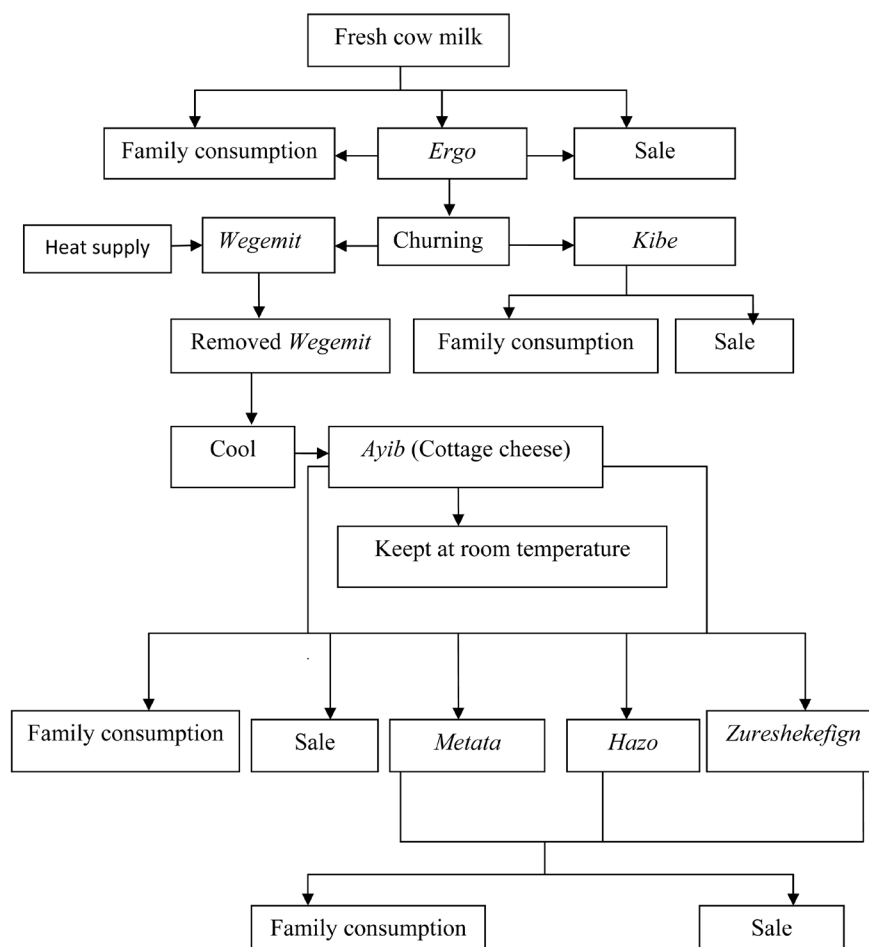 Fresh cow milk
Family consumption
Ergo
Sale
Heat supply
Wegemit
Churning
Kibe
Removed Wegemit
Family consumption
Sale
Cool
Ayib (Cottage cheese)
Keept at room temperature
Family consumption
Sale
Metata
Hazo
Zureshekefign
Family consumption
Sale